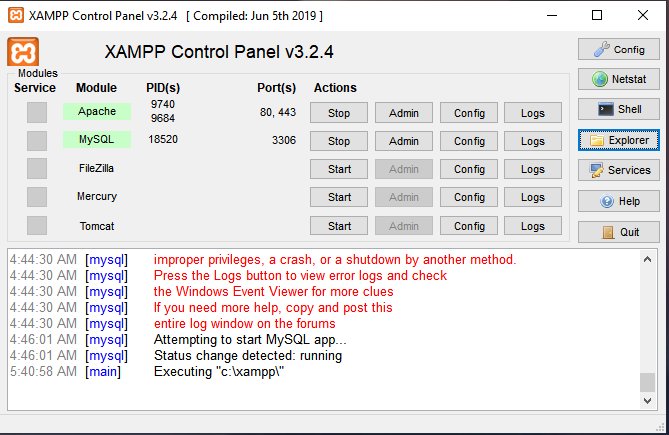 XAMPP Control Panel v3.2.4 [ Compiled: Jun 5th 2019 ]
XAMPP Control Panel v3.2.4
Config
Modules
Service Module PID(s) Port(s) Actions
Netstat
Apache 9740 9684 80, 443 Stop Admin Config Logs
Shell
MySQL 18520 3306 Stop Admin Config Logs
Explorer
FileZilla Start Admin Config Logs
Services
Mercury Start Admin Config Logs
Help
Tomcat Start Admin Config Logs
Quit
4:44:30 AM [mysql] improper privileges, a crash, or a shutdown by another method.
4:44:30 AM [mysql] Press the Logs button to view error logs and check
4:44:30 AM [mysql] the Windows Event Viewer for more clues
4:44:30 AM [mysql] If you need more help, copy and post this
4:44:30 AM [mysql] entire log window on the forums
4:46:01 AM [mysql] Attempting to start MySQL app...
4:46:01 AM [mysql] Status change detected: running
5:40:58 AM [main] Executing "c:\xampp\"